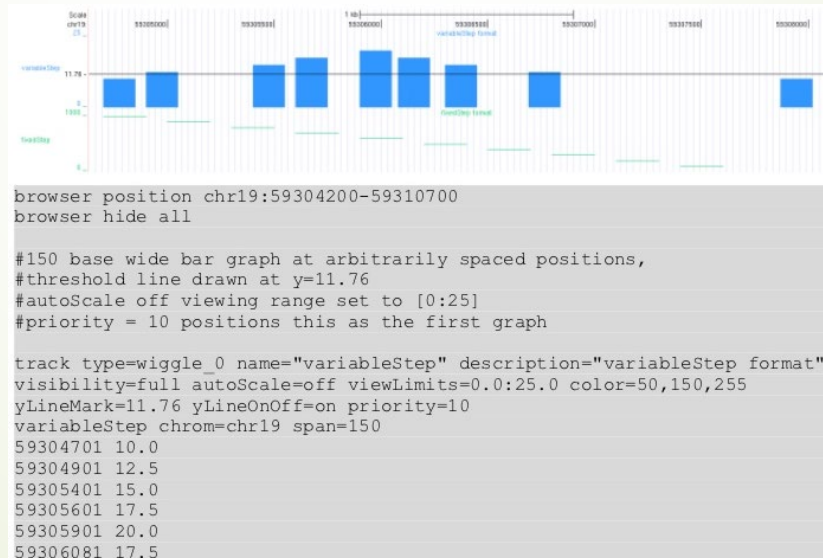 Scale
1 kb
chr19
59305000|
59305500|
59306000|
59306500|
59307000|
59307500|
59308000|
25 _
variableStep format
variableStep
11.76 -
0 _
1000 _
fixedStep format
fixedStep
0 _
browser position chr19:59304200-59310700
browser hide all
#150 base wide bar graph at arbitrarily spaced positions,
#threshold line drawn at y=11.76
#autoScale off viewing range set to [0:25]
#priority = 10 positions this as the first graph
track type=wiggle_0 name="variableStep" description="variableStep format"
visibility=full autoScale=off viewLimits=0.0:25.0 color=50,150,255
yLineMark=11.76 yLineOnOff=on priority=10
variableStep chrom=chr19 span=150
59304701 10.0
59304901 12.5
59305401 15.0
59305601 17.5
59305901 20.0
59306081 17.5